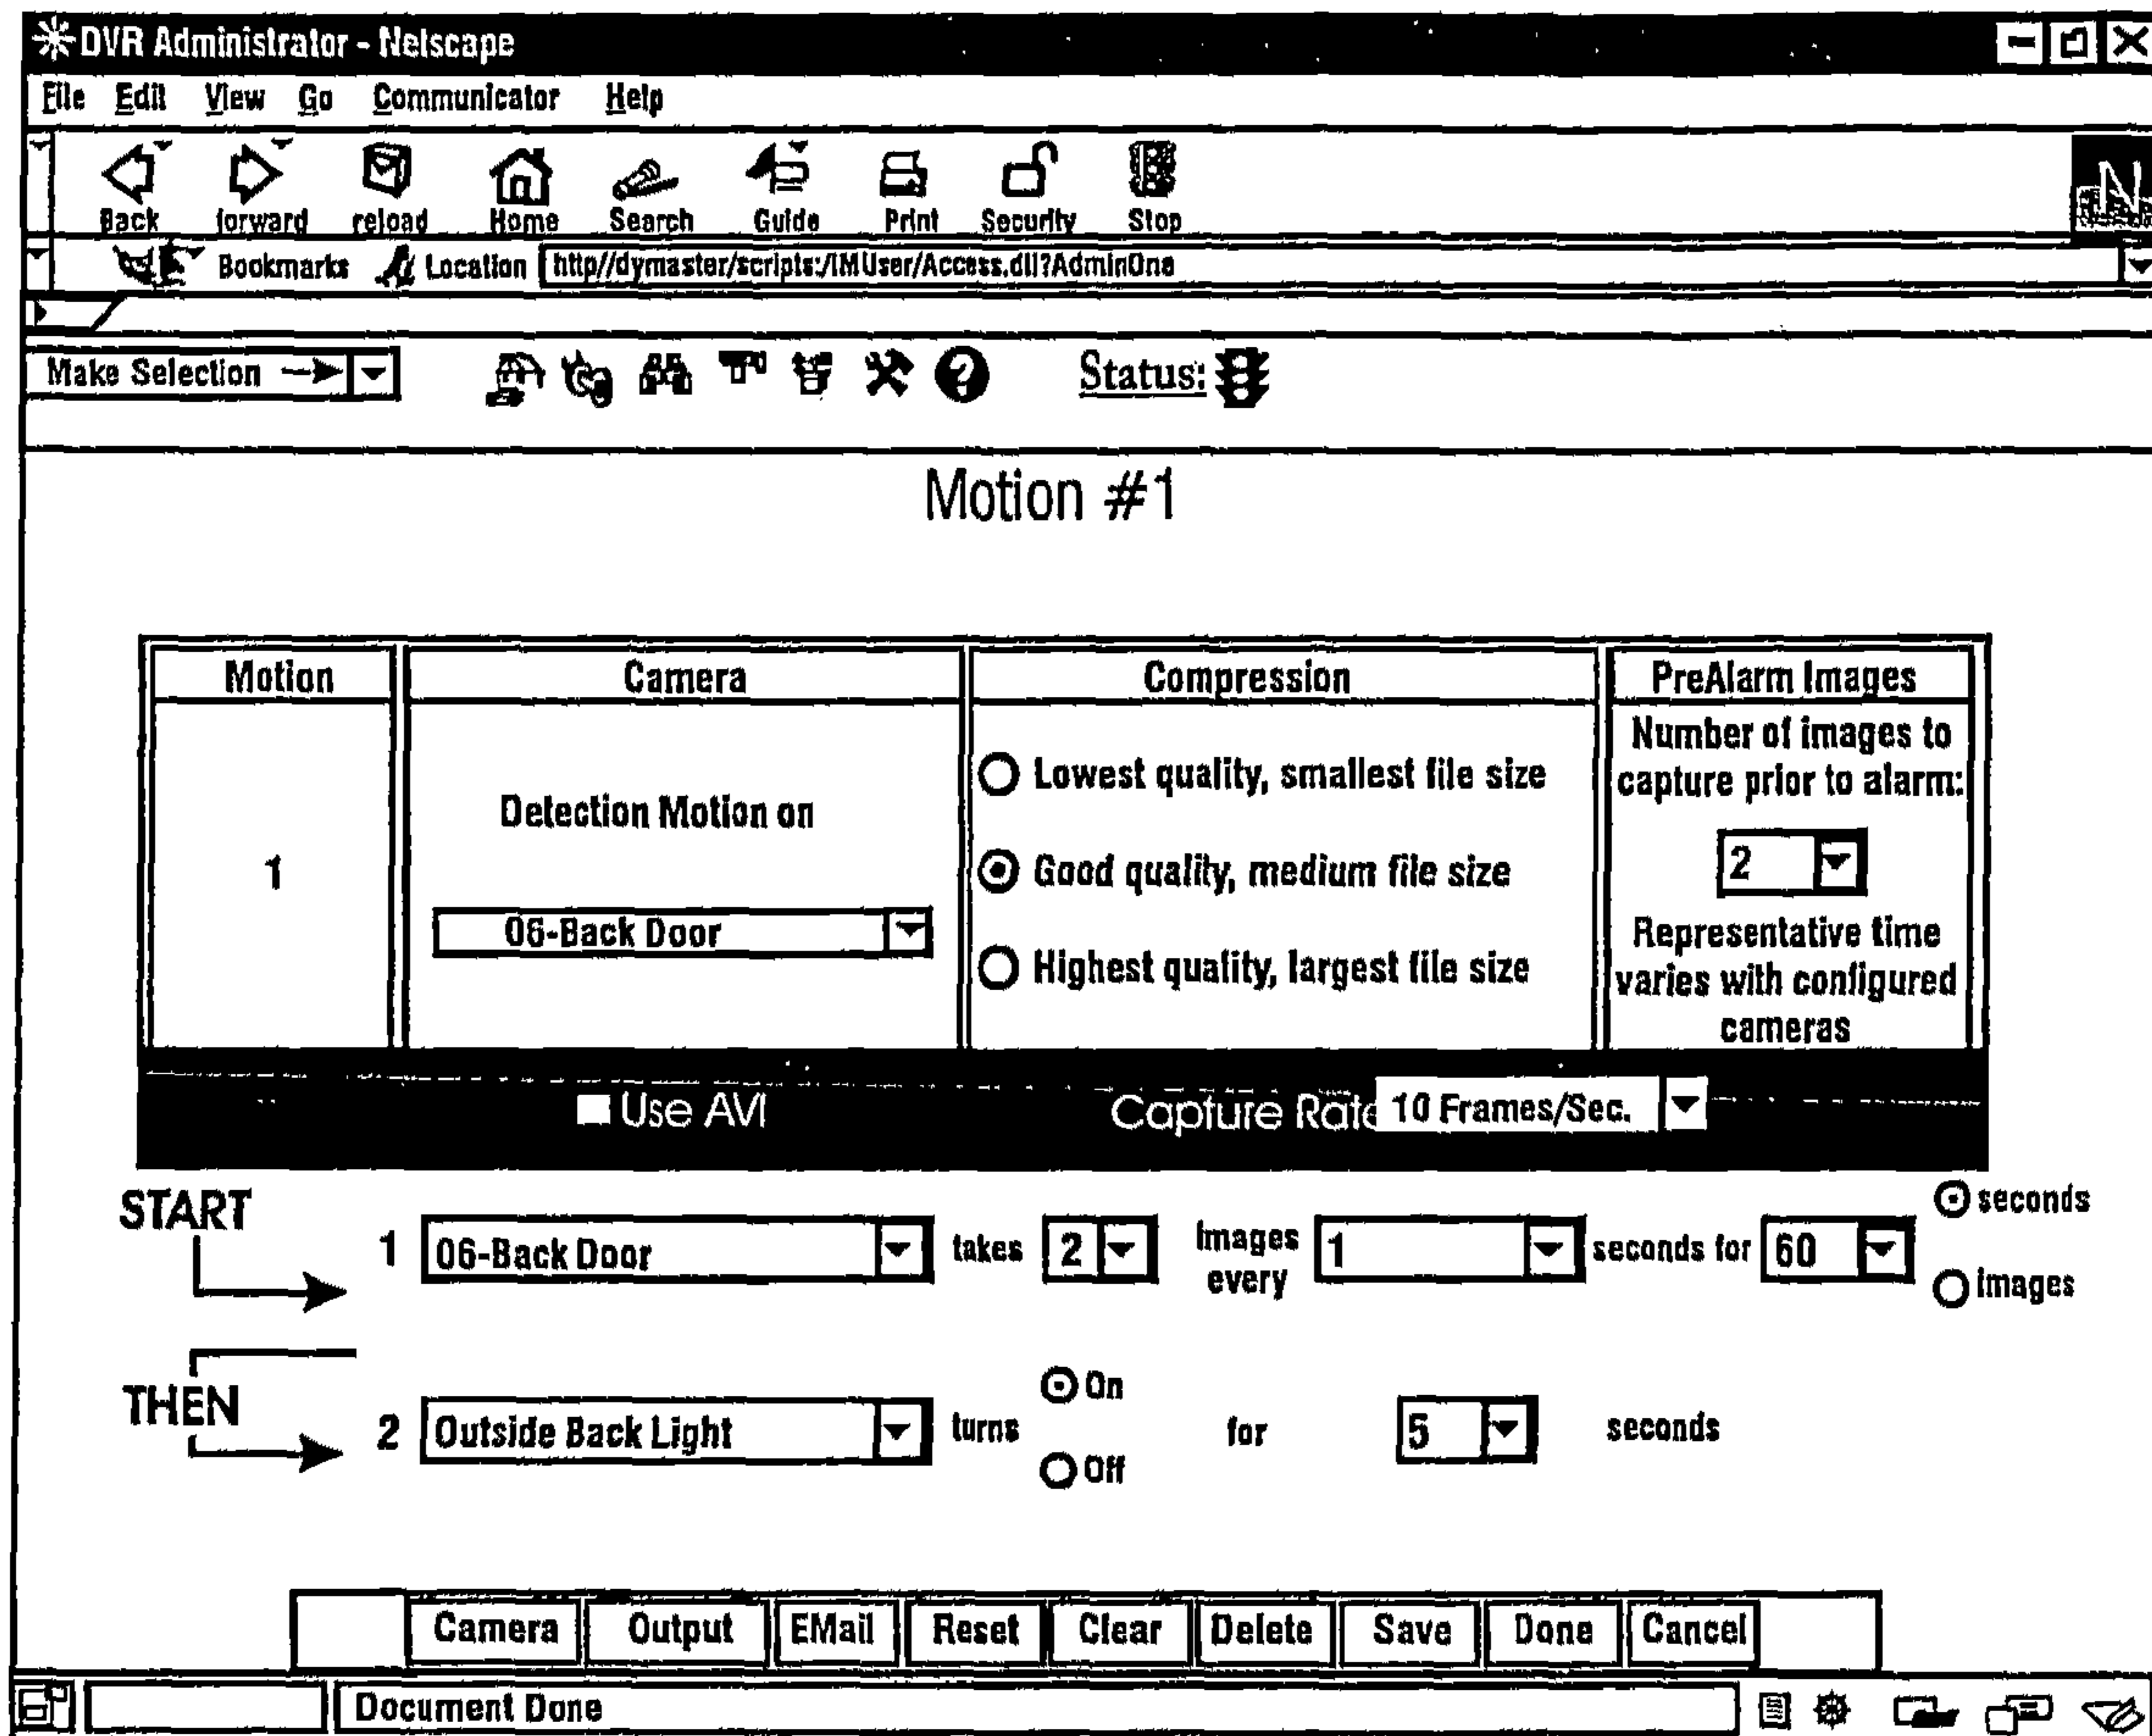 DVR Administrator - Netscape
File Edit View Go Communicator Help
Back forward reload Home Search Guide Print Security Stop
N
Bookmarks Location http//dymaster/scripts:/IMUser/Access.dll?AdminOne
Make Selection ? Status:
Motion #1
Motion Camera Compression PreAlarm Images
1
Detection Motion on
06-Back Door
Lowest quality, smallest file size
Good quality, medium file size
Highest quality, largest file size
Number of images to
capture prior to alarm:
2
Representative time
varies with configured
cameras
Use AVI Capture Rate 10 Frames/Sec.
START
1 06-Back Door takes 2 Images every 1 seconds for 60 seconds
images
THEN
2 Outside Back Light turns On for 5 seconds
Off
Camera Output EMail Reset Clear Delete Save Done Cancel
Document Done